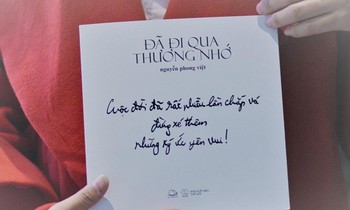 ĐÃ ĐI QUA
THƯƠNG NHỚ
nguyễn phong việt
Cuộc đời đã rất nhiều lần chắp vá
đừng xé thêm
những ký ức yên vui!